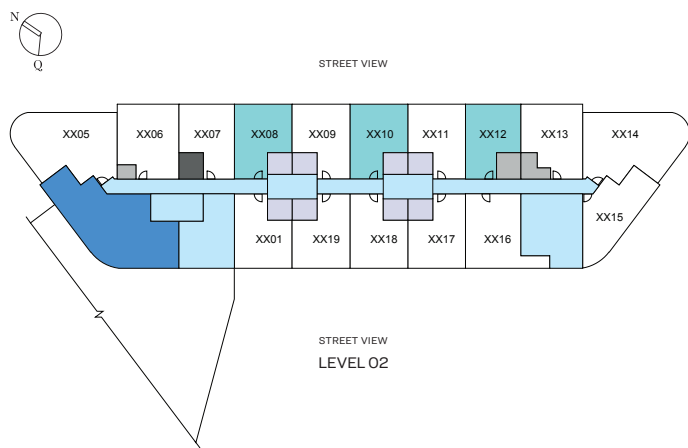 N
Q
STREET VIEW
XX05 XX06 XX07 XX08 XX09 XX10 XX11 XX12 XX13 XX14
XX15
XX01 XX19 XX18 XX17 XX16
STREET VIEW
LEVEL 02